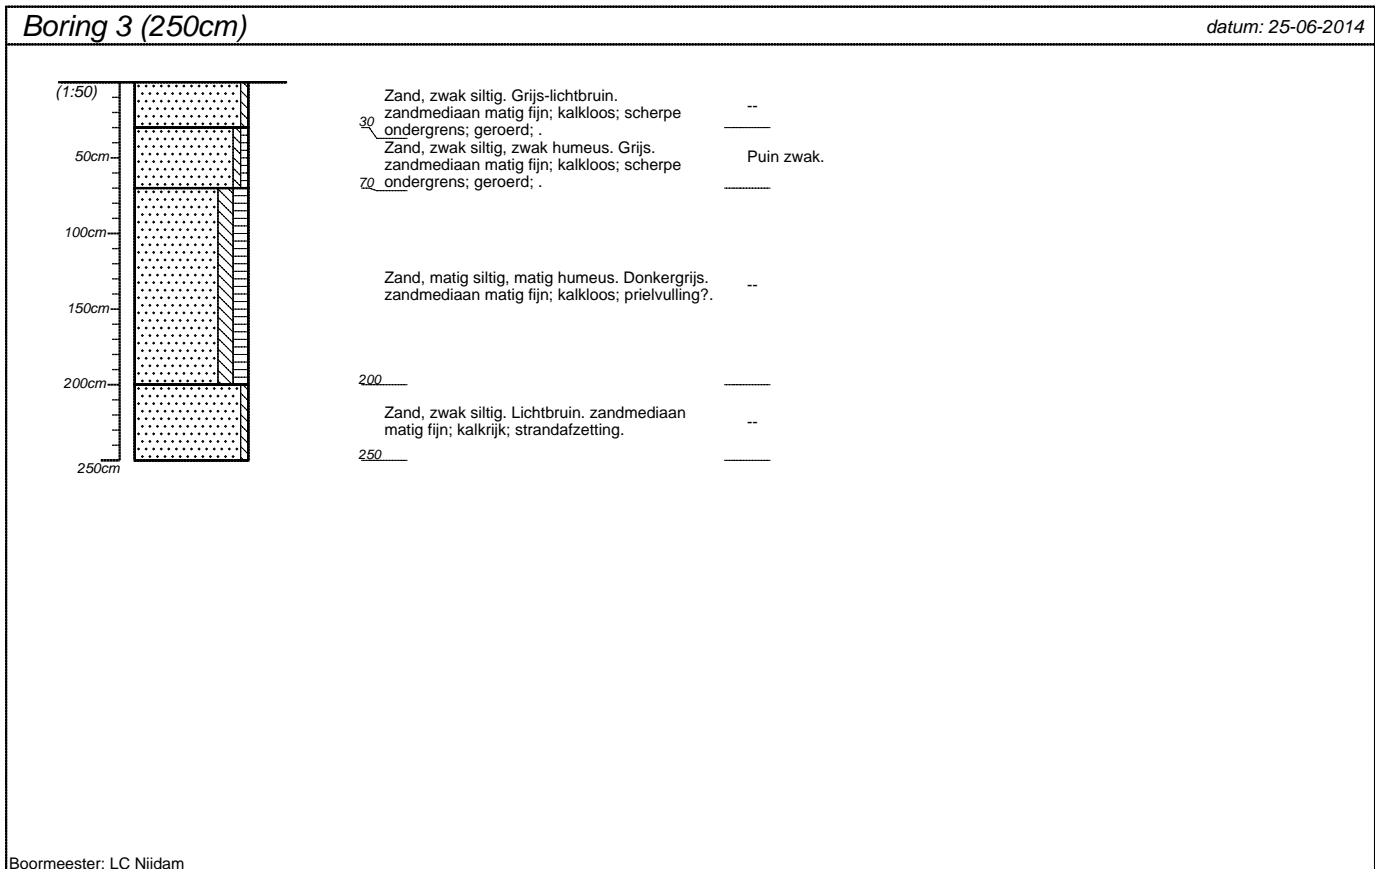 Boring 3 (250cm)
datum: 25-06-2014
(1:50)
50cm
100cm
150cm
200cm
250cm
Zand, zwak siltig. Grijs-lichtbruin.
zandmediaan matig fijn; kalkloos; scherpe
ondergrens; geroerd; .
--
30
Zand, zwak siltig, zwak humeus. Grijs.
zandmediaan matig fijn; kalkloos; scherpe
ondergrens; geroerd; .
Puin zwak.
70
Zand, matig siltig, matig humeus. Donkergrijs.
zandmediaan matig fijn; kalkloos; prielvulling?.
--
200
Zand, zwak siltig. Lichtbruin. zandmediaan
matig fijn; kalkrijk; strandafzetting.
--
250
Boormeester: LC Nijdam